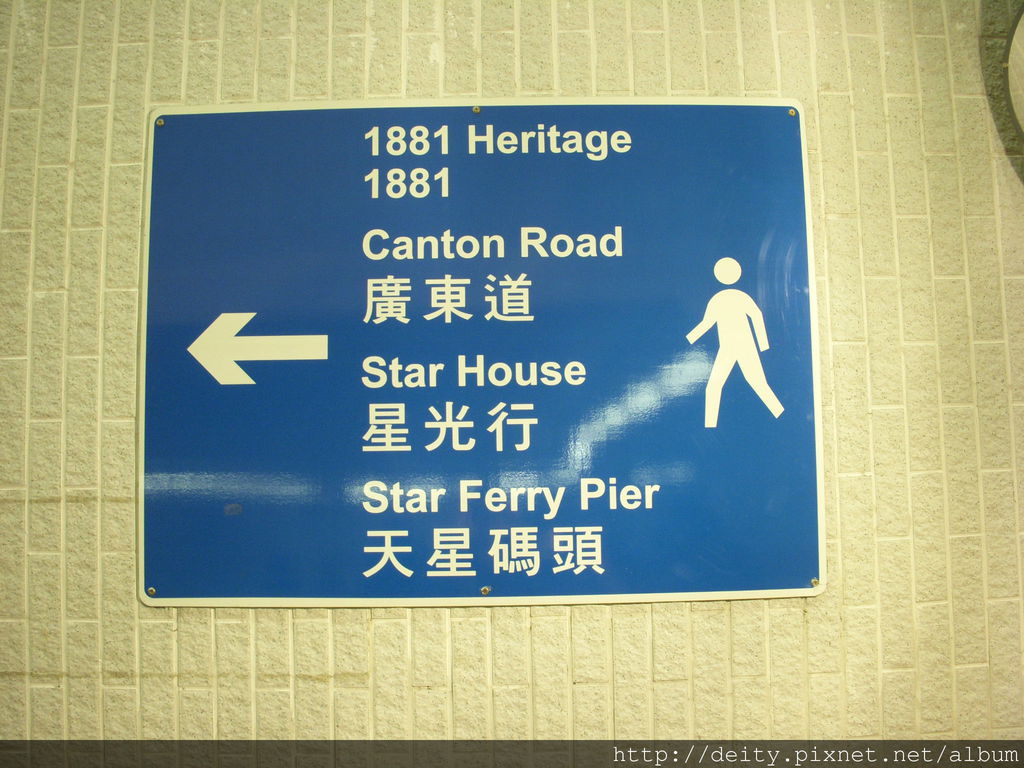 1881 Heritage
1881
Canton Road
廣東道
Star House
星光行
Star Ferry Pier
天星碼頭
http://deity.pixnet.net/album